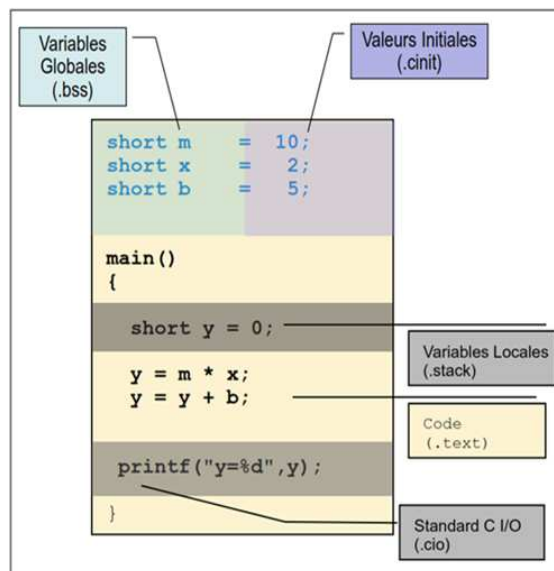 Variables
Globales
(.bss)
Valeurs Initiales
(.cinit)
short m = 10;
short x = 2;
short b = 5;
main()
{
short y = 0;
Variables Locales
(.stack)
y = m * x;
y = y + b;
Code
(.text)
printf("y=%d",y);
}
Standard C I/O
(.cio)